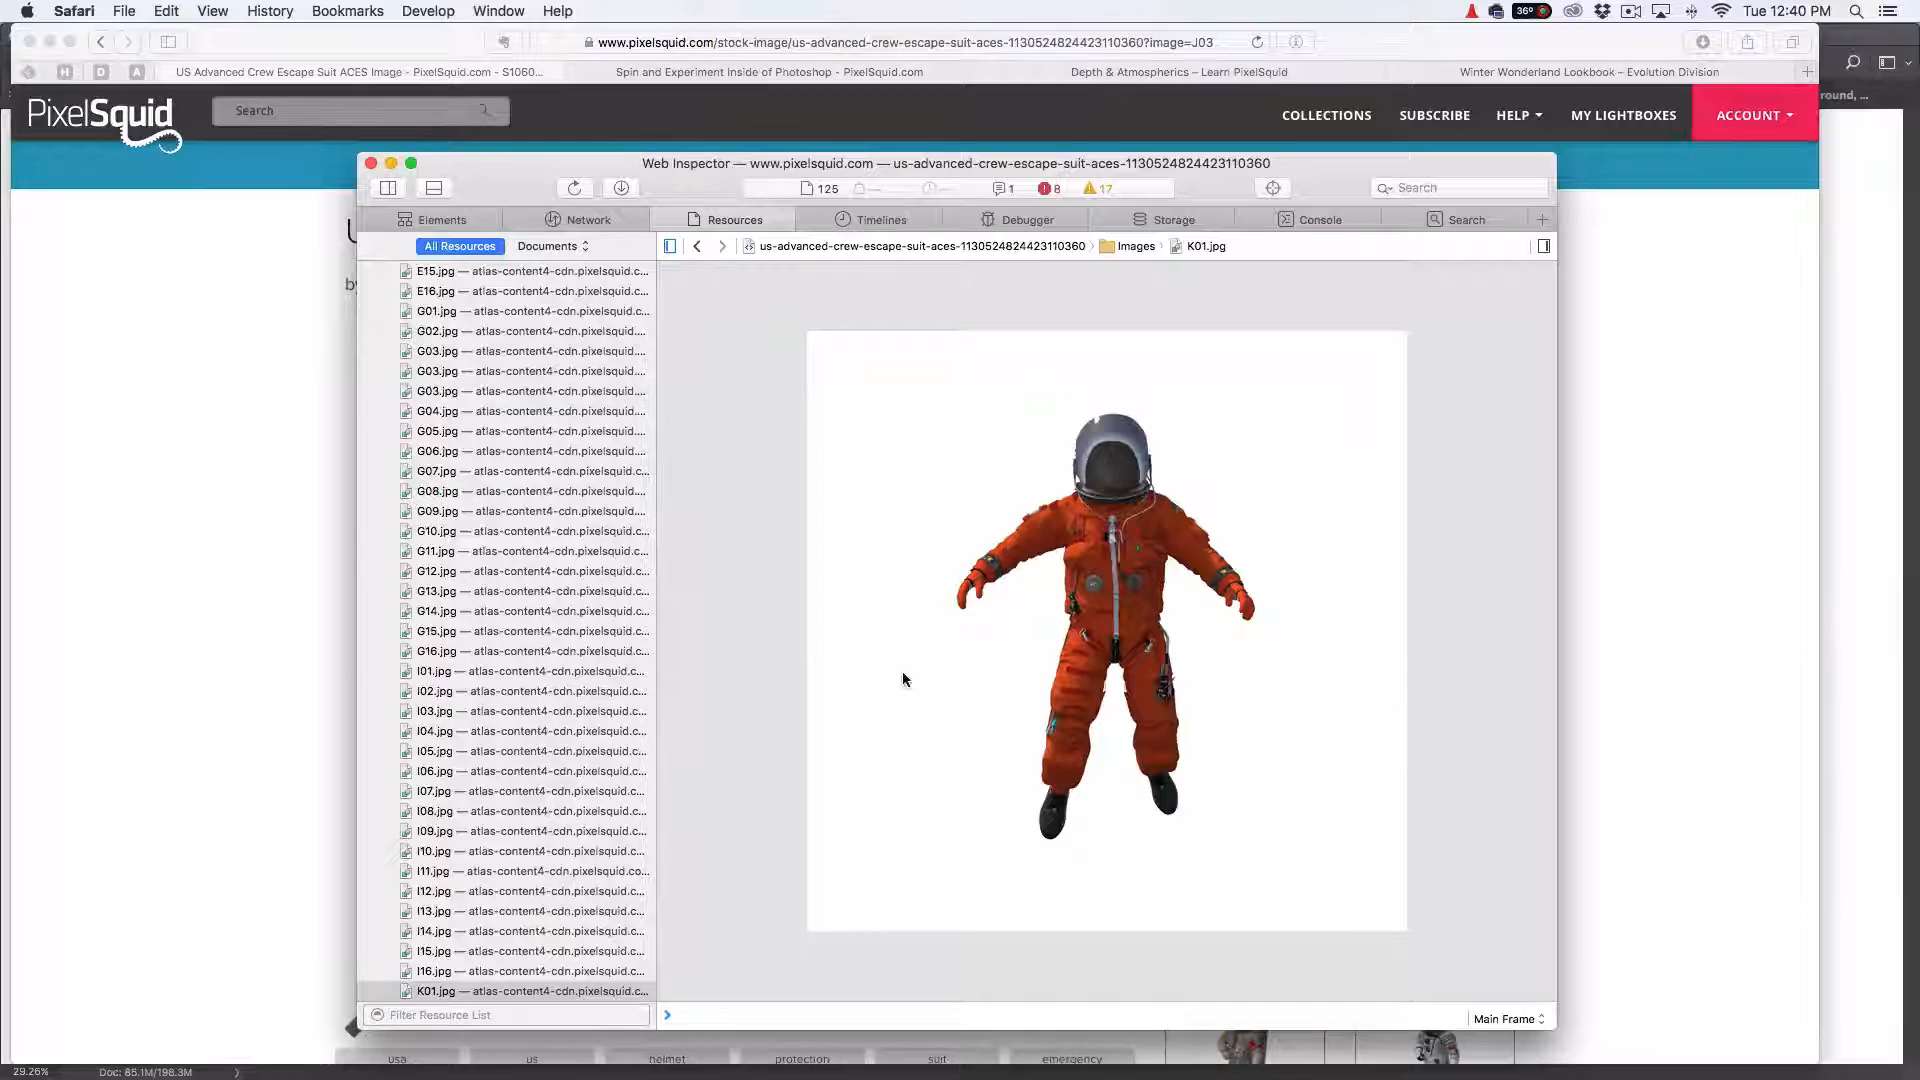 Safari File Edit View History Bookmarks Develop Window Help 36° Tue 12:40 PM
www.pixelsquid.com/stock-image/us-advanced-crew-escape-suit-aces-1130524824423110360?image=J03
H D A US Advanced Crew Escape Suit ACES Image - PixelSquid.com - S1060... Spin and Experiment Inside of Photoshop - PixelSquid.com Depth & Atmospherics – Learn PixelSquid Winter Wonderland Lookbook – Evolution Division
round, ...
PixelSquid Search COLLECTIONS SUBSCRIBE HELP MY LIGHTBOXES ACCOUNT
Web Inspector — www.pixelsquid.com — us-advanced-crew-escape-suit-aces-1130524824423110360
125 1 8 17 Search
Elements Network Resources Timelines Debugger Storage Console Search
All Resources Documents us-advanced-crew-escape-suit-aces-1130524824423110360 Images K01.jpg
by
E15.jpg — atlas-content4-cdn.pixelsquid.c...
E16.jpg — atlas-content4-cdn.pixelsquid.c...
G01.jpg — atlas-content4-cdn.pixelsquid.c...
G02.jpg — atlas-content4-cdn.pixelsquid....
G03.jpg — atlas-content4-cdn.pixelsquid....
G03.jpg — atlas-content4-cdn.pixelsquid....
G03.jpg — atlas-content4-cdn.pixelsquid....
G04.jpg — atlas-content4-cdn.pixelsquid....
G05.jpg — atlas-content4-cdn.pixelsquid....
G06.jpg — atlas-content4-cdn.pixelsquid....
G07.jpg — atlas-content4-cdn.pixelsquid.c...
G08.jpg — atlas-content4-cdn.pixelsquid....
G09.jpg — atlas-content4-cdn.pixelsquid....
G10.jpg — atlas-content4-cdn.pixelsquid.c...
G11.jpg — atlas-content4-cdn.pixelsquid.c...
G12.jpg — atlas-content4-cdn.pixelsquid.c...
G13.jpg — atlas-content4-cdn.pixelsquid.c...
G14.jpg — atlas-content4-cdn.pixelsquid.c...
G15.jpg — atlas-content4-cdn.pixelsquid.c...
G16.jpg — atlas-content4-cdn.pixelsquid.c...
I01.jpg — atlas-content4-cdn.pixelsquid.c...
I02.jpg — atlas-content4-cdn.pixelsquid.c...
I03.jpg — atlas-content4-cdn.pixelsquid.c...
I04.jpg — atlas-content4-cdn.pixelsquid.c...
I05.jpg — atlas-content4-cdn.pixelsquid.c...
I06.jpg — atlas-content4-cdn.pixelsquid.c...
I07.jpg — atlas-content4-cdn.pixelsquid.c...
I08.jpg — atlas-content4-cdn.pixelsquid.c...
I09.jpg — atlas-content4-cdn.pixelsquid.c...
I10.jpg — atlas-content4-cdn.pixelsquid.c...
I11.jpg — atlas-content4-cdn.pixelsquid.co...
I12.jpg — atlas-content4-cdn.pixelsquid.c...
I13.jpg — atlas-content4-cdn.pixelsquid.c...
I14.jpg — atlas-content4-cdn.pixelsquid.c...
I15.jpg — atlas-content4-cdn.pixelsquid.c...
I16.jpg — atlas-content4-cdn.pixelsquid.c...
K01.jpg — atlas-content4-cdn.pixelsquid.c...
Filter Resource List Main Frame
usa us helmet protection suit emergency
29.26% Doc: 85.1M/198.3M